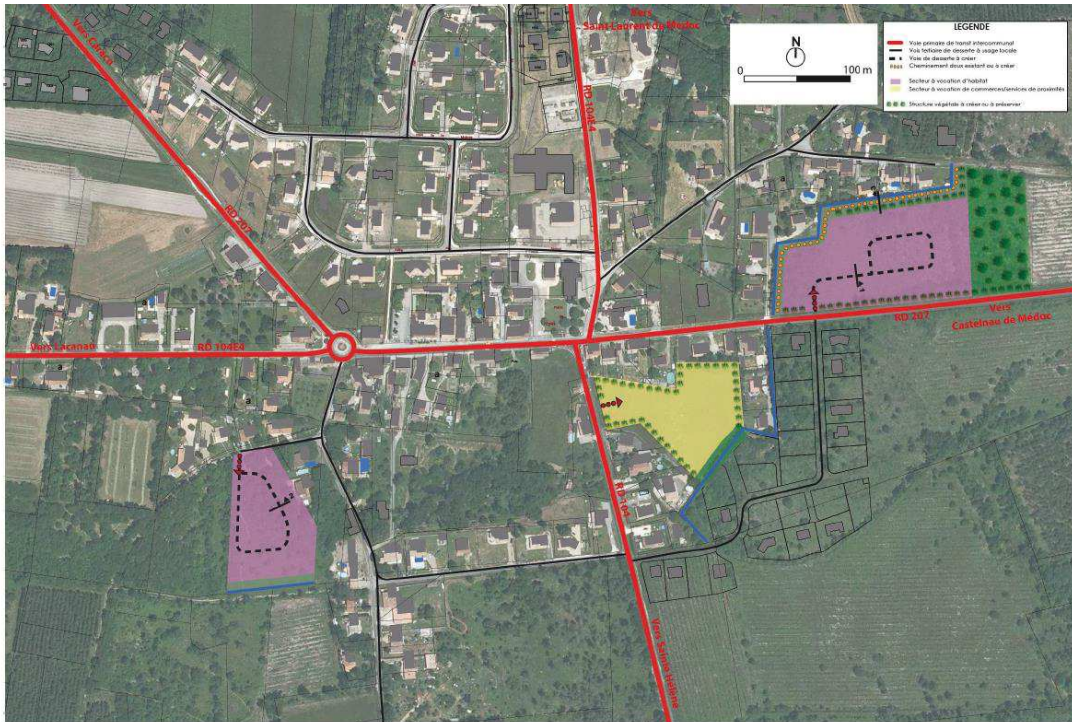 Vers
Saint Laurent de Médoc
Vers Carcans
LEGENDE
N
0
100 m
Voie primaire de transit intercommunal
Voie tertiaire de desserte à usage locale
Voies de desserte à créer
Cheminement doux existant ou à créer
Secteur à vocation d'habitat
Secteur à vocation de commerces/services de proximités
Structure végétale à créer ou à préserver
RD 104E4
RD 207
RD 207
Vers
Castelnau de Médoc
Vers Lacanau
RD 104E4
RD 104
Vers Sainte Hélène